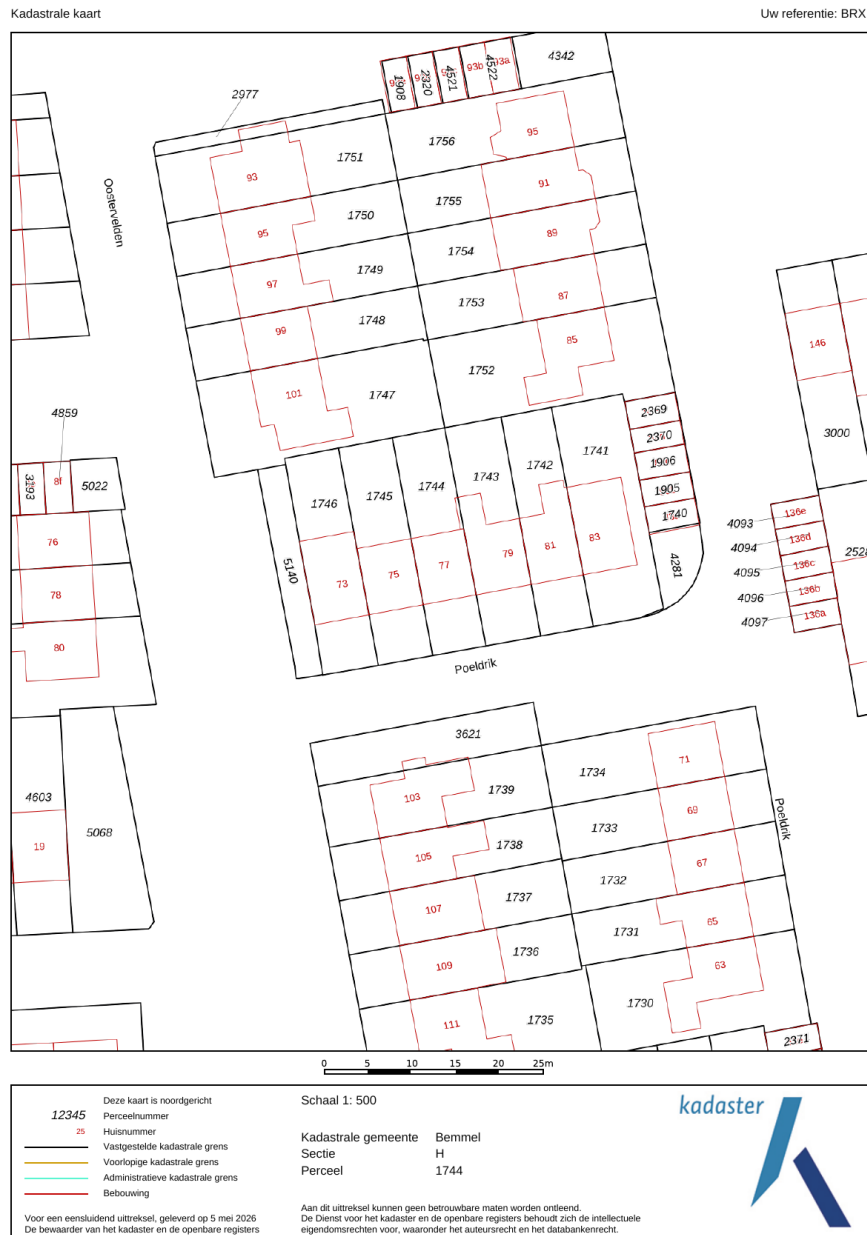 Kadastrale kaart
Uw referentie: BRX
4342
93b
93a
4522
4521
2320
1908
2977
1756
95
1751
93
91
1755
1750
Oostervelden
95
89
1754
1749
97
87
1753
1748
99
85
1752
146
101
1747
4859
2369
2370
3000
1741
1742
1743
1744
1745
1746
1906
1905
1740
3193
8f
5022
136e
4093
76
136d
4094
83
81
79
77
75
73
5140
4281
136c
4095
2528
78
136b
4096
136a
4097
80
Poeldrik
3621
71
1734
103
1739
4603
69
Poeldrik
1733
5068
19
1738
105
67
1732
1737
107
65
1731
1736
109
63
1730
1735
111
2371
0 5 10 15 20 25m
Deze kaart is noordgericht
12345 Perceelnummer
25 Huisnummer
Vastgestelde kadastrale grens
Voorlopige kadastrale grens
Administratieve kadastrale grens
Bebouwing
Voor een eensluidend uittreksel, geleverd op 5 mei 2026
De bewaarder van het kadaster en de openbare registers
Schaal 1: 500
Kadastrale gemeente Bemmel
Sectie H
Perceel 1744
Aan dit uittreksel kunnen geen betrouwbare maten worden ontleend.
De Dienst voor het kadaster en de openbare registers behoudt zich de intellectuele
eigendomsrechten voor, waaronder het auteursrecht en het databankenrecht.
kadaster